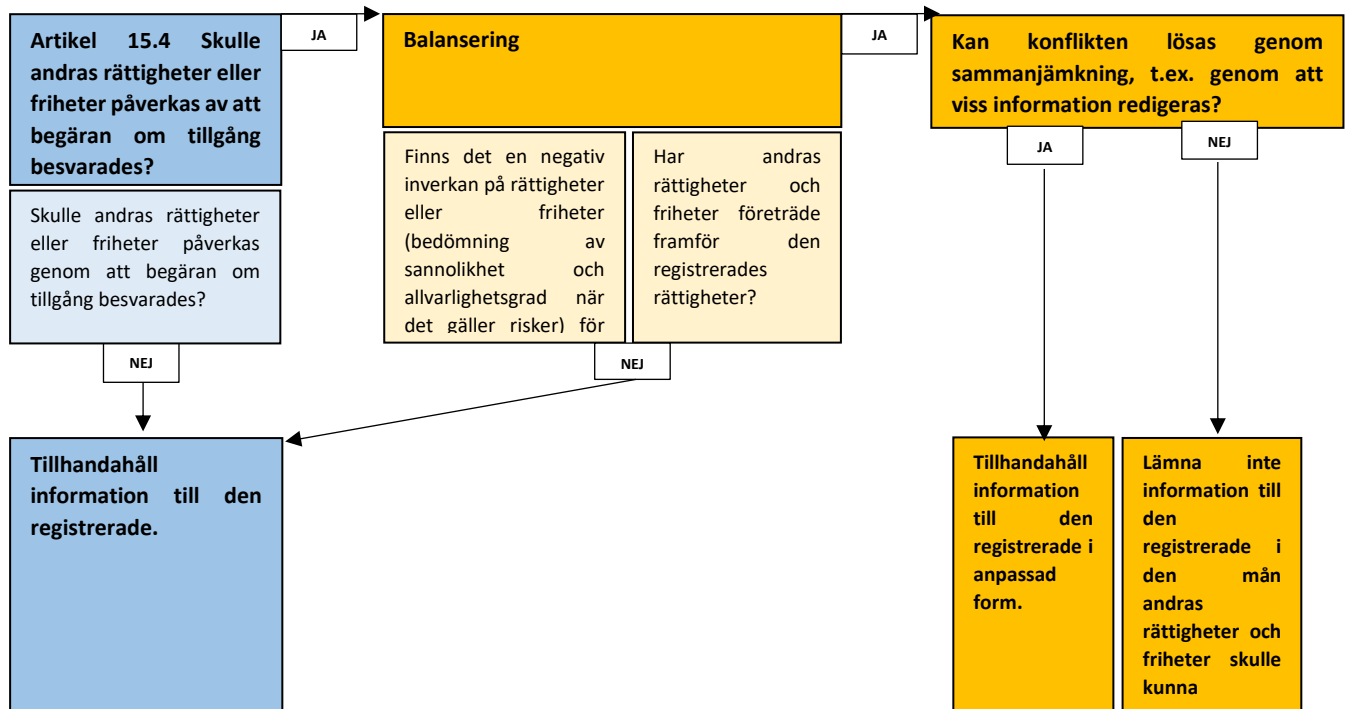 Artikel 15.4 Skulle
andras rättigheter eller
friheter påverkas av att
begäran om tillgång
besvarades?
JA
Balansering
JA
Kan konflikten lösas genom
sammanjämkning, t.ex. genom att
viss information redigeras?
Skulle andras rättigheter
eller friheter påverkas
genom att begäran om
tillgång besvarades?
Finns det en negativ
inverkan på rättigheter
eller friheter
(bedömning av
sannolikhet och
allvarlighetsgrad när
det gäller risker) för
Har andras
rättigheter och
friheter företräde
framför den
registrerades
rättigheter?
JA
NEJ
NEJ
NEJ
Tillhandahåll
information till den
registrerade.
Tillhandahåll
information
till den
registrerade i
anpassad
form.
Lämna inte
information till
den
registrerade i
den mån
andras
rättigheter och
friheter skulle
kunna